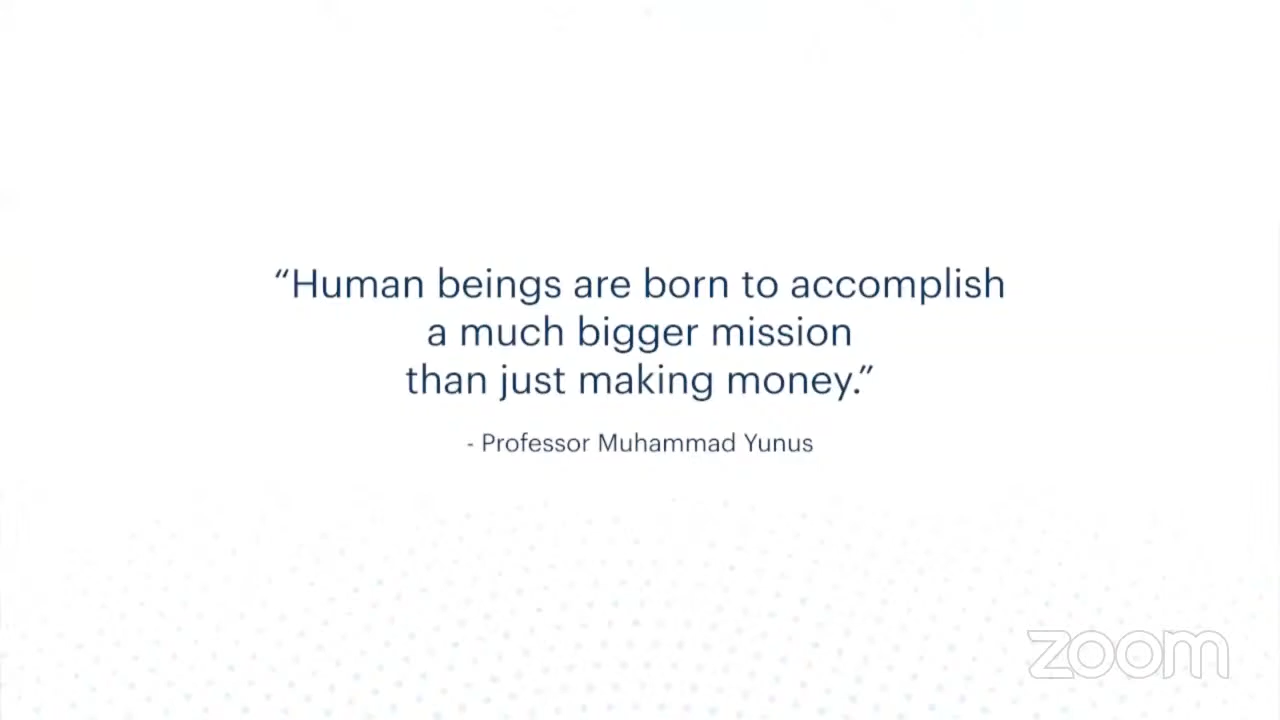 “Human beings are born to accomplish
a much bigger mission
than just making money.”
- Professor Muhammad Yunus
zoom